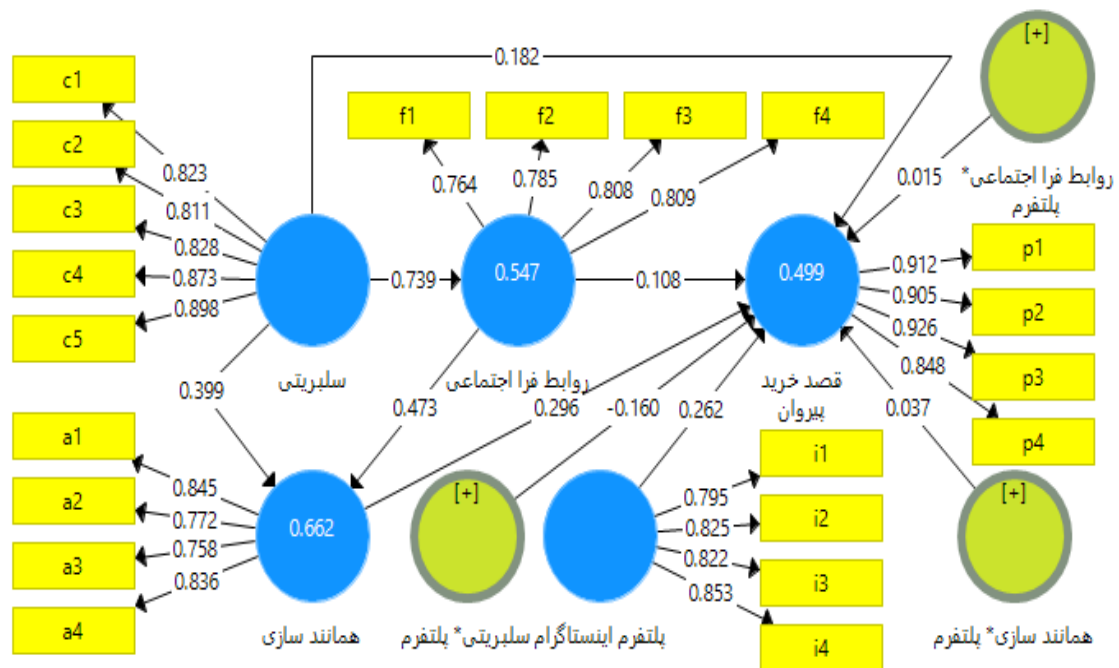 c1
c2
c3
c4
c5
0.823
0.811
0.828
0.873
0.898
سلبریتی
0.182
f1
f2
f3
f4
0.764
0.785
0.808
0.809
0.739
0.547
روابط فرا اجتماعی
0.108
0.499
قصد خرید
پیروان
[+]
روابط فرا اجتماعی*
پلتفرم
0.015
0.912
0.905
0.926
0.848
p1
p2
p3
p4
0.399
0.473
0.296
-0.160
0.262
0.037
a1
a2
a3
a4
0.845
0.772
0.758
0.836
0.662
همانند سازی
[+]
سلبریتی* پلتفرم
پلتفرم اینستاگرام
0.795
0.825
0.822
0.853
i1
i2
i3
i4
[+]
همانند سازی* پلتفرم